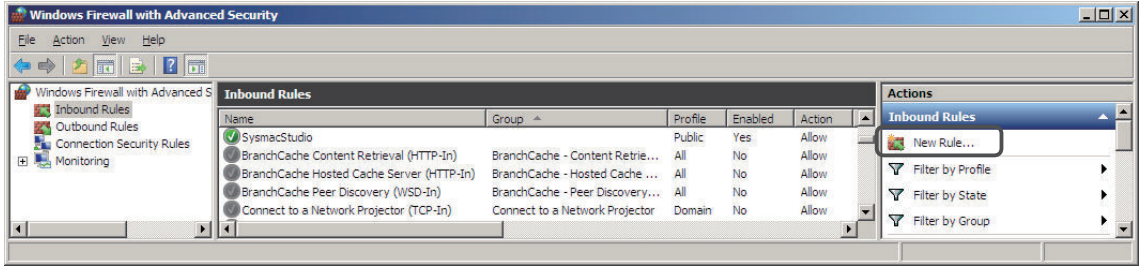 Windows Firewall with Advanced Security
File Action View Help
Windows Firewall with Advanced S
Inbound Rules
Outbound Rules
Connection Security Rules
Monitoring
Inbound Rules
Name Group Profile Enabled Action
SysmacStudio Public Yes Allow
BranchCache Content Retrieval (HTTP-In) BranchCache - Content Retrie... All No Allow
BranchCache Hosted Cache Server (HTTP-In) BranchCache - Hosted Cache ... All No Allow
BranchCache Peer Discovery (WSD-In) BranchCache - Peer Discovery... All No Allow
Connect to a Network Projector (TCP-In) Connect to a Network Projector Domain No Allow
Actions
Inbound Rules
New Rule...
Filter by Profile
Filter by State
Filter by Group